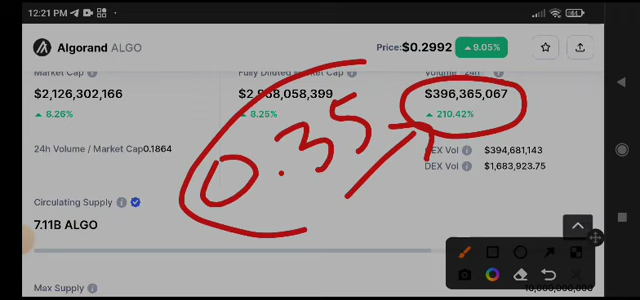 12:21 PM
Algorand ALGO
Price:$0.2992 ▲ 9.05%
Market Cap
Fully Diluted Market Cap
Volume 24h
$2,126,302,166
$396,365,067
▲ 8.26%
▲ 8.25%
▲ 210.42%
0.35
24h Volume / Market Cap 0.1864
CEX Vol $394,681,143
DEX Vol $1,683,923.75
Circulating Supply
7.11B ALGO
Max Supply